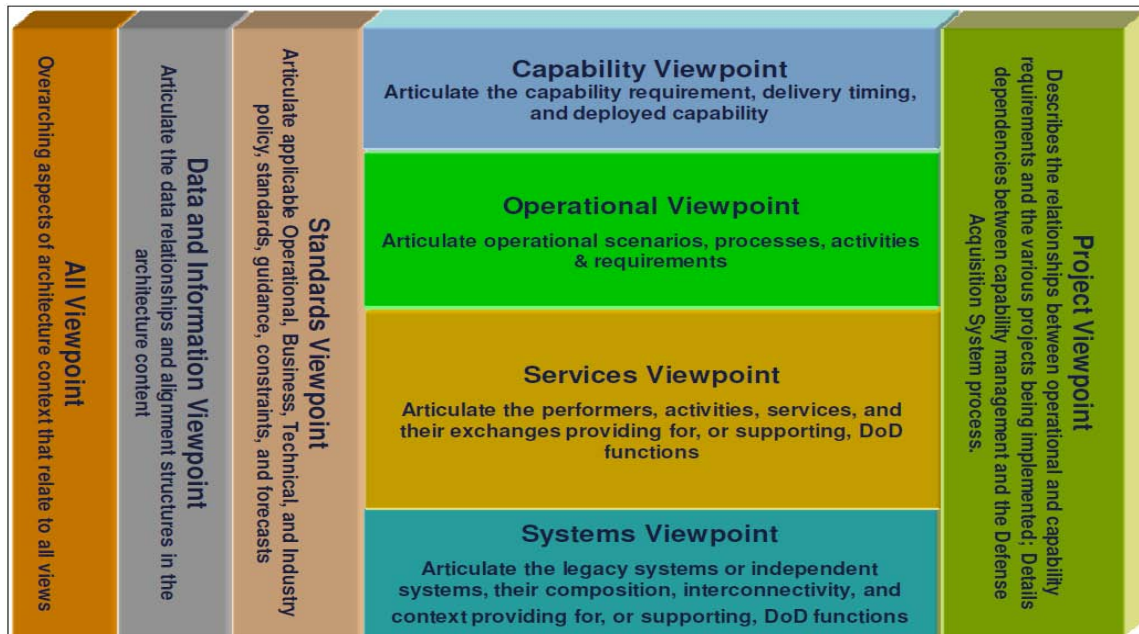 All Viewpoint
Overarching aspects of architecture context that relate to all views
Data and Information Viewpoint
Articulate the data relationships and alignment structures in the
architecture content
Standards Viewpoint
Articulate applicable Operational, Business, Technical, and Industry
policy, standards, guidance, constraints, and forecasts
Capability Viewpoint
Articulate the capability requirement, delivery timing,
and deployed capability
Operational Viewpoint
Articulate operational scenarios, processes, activities
& requirements
Services Viewpoint
Articulate the performers, activities, services, and
their exchanges providing for, or supporting, DoD
functions
Systems Viewpoint
Articulate the legacy systems or independent
systems, their composition, interconnectivity, and
context providing for, or supporting, DoD functions
Project Viewpoint
Describes the relationships between operational and capability
requirements and the various projects being implemented; Details
dependencies between capability management and the Defense
Acquisition System process.